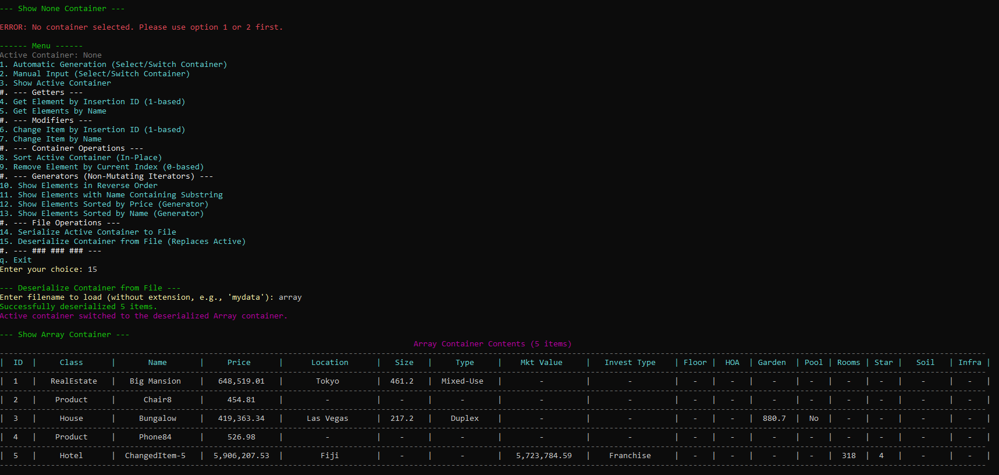 --- Show None Container ---
ERROR: No container selected. Please use option 1 or 2 first.
------ Menu ------
Active Container: None
1. Automatic Generation (Select/Switch Container)
2. Manual Input (Select/Switch Container)
3. Show Active Container
#. --- Getters ---
4. Get Element by Insertion ID (1-based)
5. Get Elements by Name
#. --- Modifiers ---
6. Change Item by Insertion ID (1-based)
7. Change Item by Name
#. --- Container Operations ---
8. Sort Active Container (In-Place)
9. Remove Element by Current Index (0-based)
#. --- Generators (Non-Mutating Iterators) ---
10. Show Elements in Reverse Order
11. Show Elements with Name Containing Substring
12. Show Elements Sorted by Price (Generator)
13. Show Elements Sorted by Name (Generator)
#. --- File Operations ---
14. Serialize Active Container to File
15. Deserialize Container from File (Replaces Active)
#. --- ### ### ### ---
q. Exit
Enter your choice: 15
--- Deserialize Container from File ---
Enter filename to load (without extension, e.g., 'mydata'): array
Successfully deserialized 5 items.
Active container switched to the deserialized Array container.
--- Show Array Container ---
Array Container Contents (5 items)
| ID | Class | Name | Price | Location | Size | Type | Mkt Value | Invest Type | Floor | HOA | Garden | Pool | Rooms | Star | Soil | Infra |
| 1 | RealEstate | Big Mansion | 648,519.01 | Tokyo | 461.2 | Mixed-Use | - | - | - | - | - | - | - | - | - | - |
| 2 | Product | Chair8 | 454.81 | - | - | - | - | - | - | - | - | - | - | - | - | - |
| 3 | House | Bungalow | 419,363.34 | Las Vegas | 217.2 | Duplex | - | - | - | - | 880.7 | No | - | - | - | - |
| 4 | Product | Phone84 | 526.98 | - | - | - | - | - | - | - | - | - | - | - | - | - |
| 5 | Hotel | ChangedItem-5 | 5,906,207.53 | Fiji | - | - | 5,723,784.59 | Franchise | - | - | - | - | 318 | 4 | - | - |